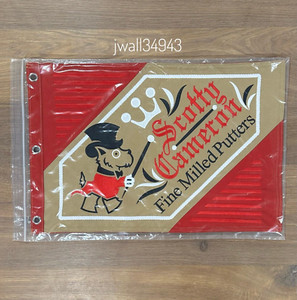 jwall34943
Scotty
Cameron
Fine Milled Putters